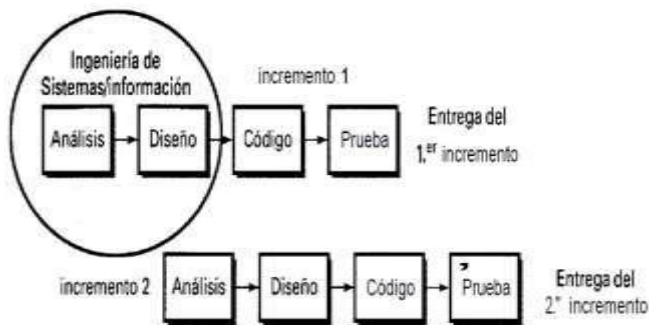 Ingeniería de
Sistemas/información
incremento 1
Análisis
Diseño
Código
Prueba
Entrega del
1.er incremento
incremento 2
Análisis
Diseño
Código
Prueba
Entrega del
2.º incremento